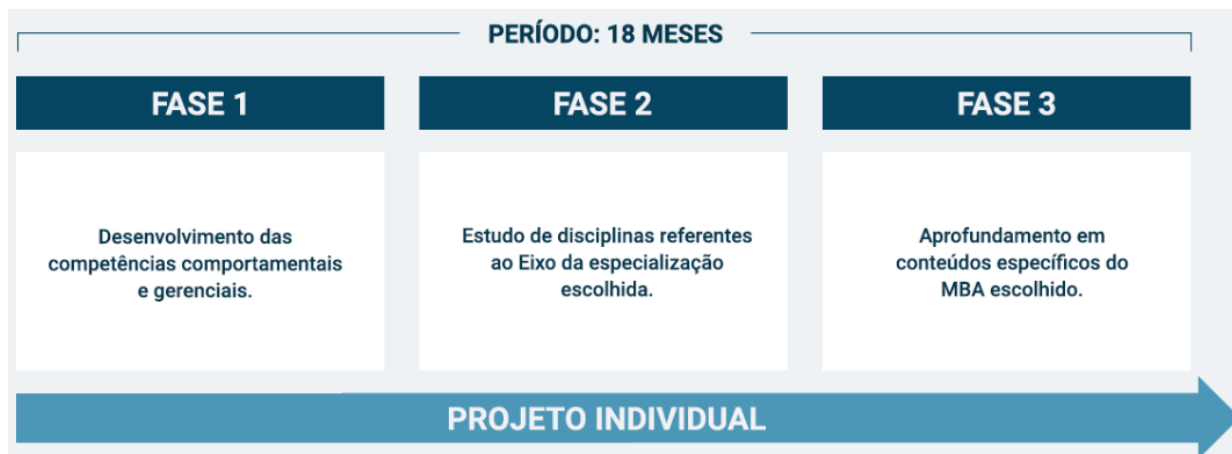 PERÍODO: 18 MESES
FASE 1
FASE 2
FASE 3
Desenvolvimento das
competências comportamentais
e gerenciais.
Estudo de disciplinas referentes
ao Eixo da especialização
escolhida.
Aprofundamento em
conteúdos específicos do
MBA escolhido.
PROJETO INDIVIDUAL